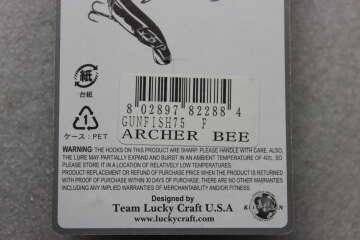 紙
台紙
1
ケース：PET
8 02897 82288 4
GUNFISH75 F
ARCHER BEE
WARNING: THE HOOKS ON THIS PRODUCT ARE SHARP. PLEASE HANDLE WITH CARE. ALSO,
THE LURE MAY PARTIALLY EXPAND AND BURST IN AN AMBIENT TEMPERATURE OF 40℃, SO
PLEASE STORE IT IN A LOCATION OF RELATIVELY LOW TEMPERATURES.
PRODUCT REPLACEMENT OR REFUND OF PURCHASE PRICE WHEN THE PRODUCT IS RETURNED
WITH PROOF OF PURCHASE WITHIN 30 DAYS OF PURCHASE. THERE ARE NO OTHER WARRANTIES,
INCLUDING ANY IMPLIED WARRANTIES OF MERCHANTABILITY AND/OR FITNESS.
Designed by
Team Lucky Craft U.S.A
www.luckycraft.com